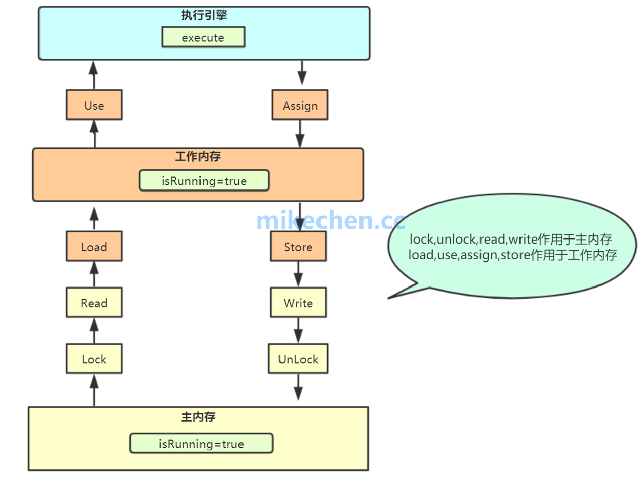 执行引擎
execute
Use
Assign
工作内存
isRunning=true
mikechen.cc
Load
Store
Read
Write
Lock
UnLock
主内存
isRunning=true
lock,unlock,read,write作用于主内存
load,use,assign,store作用于工作内存